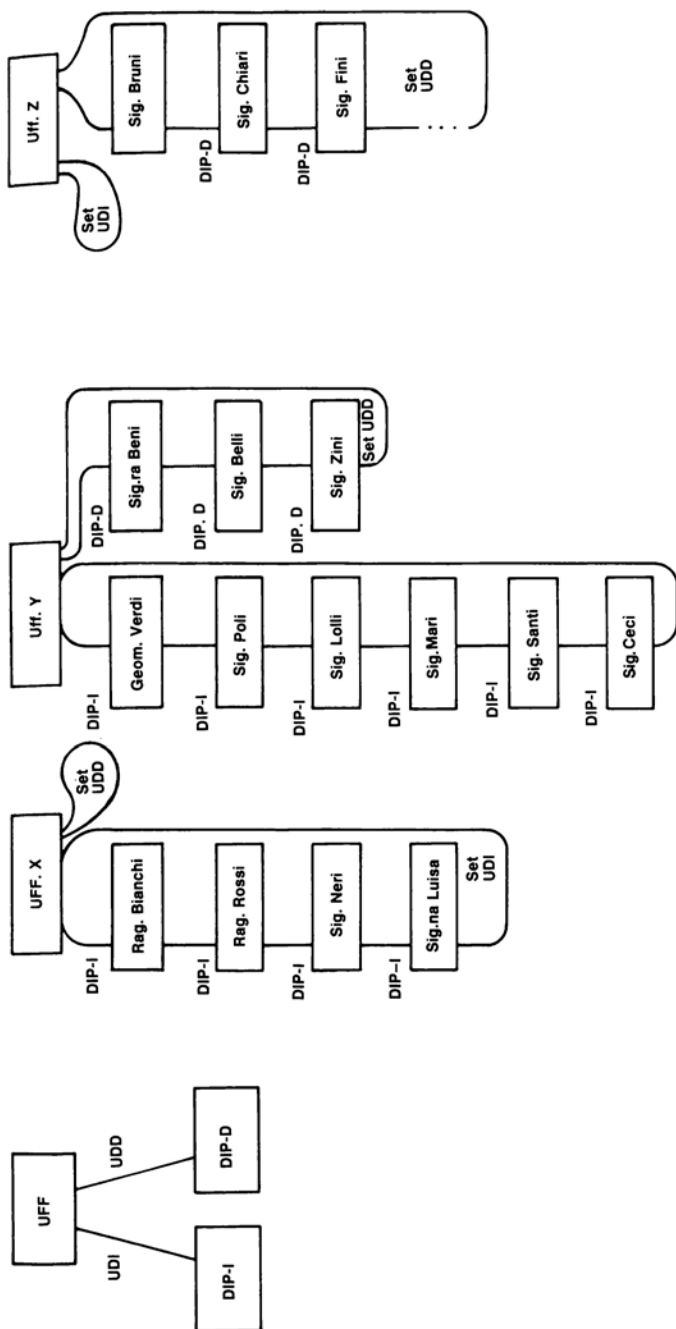 UFF
UDI
UDD
DIP-I
DIP-D
UFF. X
Set
UDD
DIP-I
Rag. Bianchi
DIP-I
Rag. Rossi
DIP-I
Sig. Neri
DIP–I
Sig.na Luisa
Set
UDI
Uff. Y
DIP-I
Geom. Verdi
DIP-I
Sig. Poli
DIP-I
Sig. Lolli
DIP-I
Sig.Mari
DIP-I
Sig. Santi
DIP-I
Sig.Ceci
DIP-D
Sig.ra Beni
DIP. D
Sig. Belli
DIP. D
Sig. Zini
Set UDD
Uff. Z
Set
UDI
Sig. Bruni
DIP-D
Sig. Chiari
DIP-D
Sig. Fini
Set
UDD